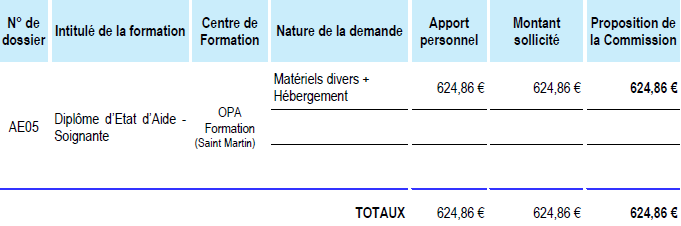 N° de dossier Intitulé de la formation Centre de Formation Nature de la demande Apport personnel Montant sollicité Proposition de la Commission
AE05
Diplôme d'Etat d'Aide -
Soignante
OPA
Formation
(Saint Martin)
Matériels divers +
Hébergement
624,86 € 624,86 € 624,86 €
TOTAUX 624,86 € 624,86 € 624,86 €